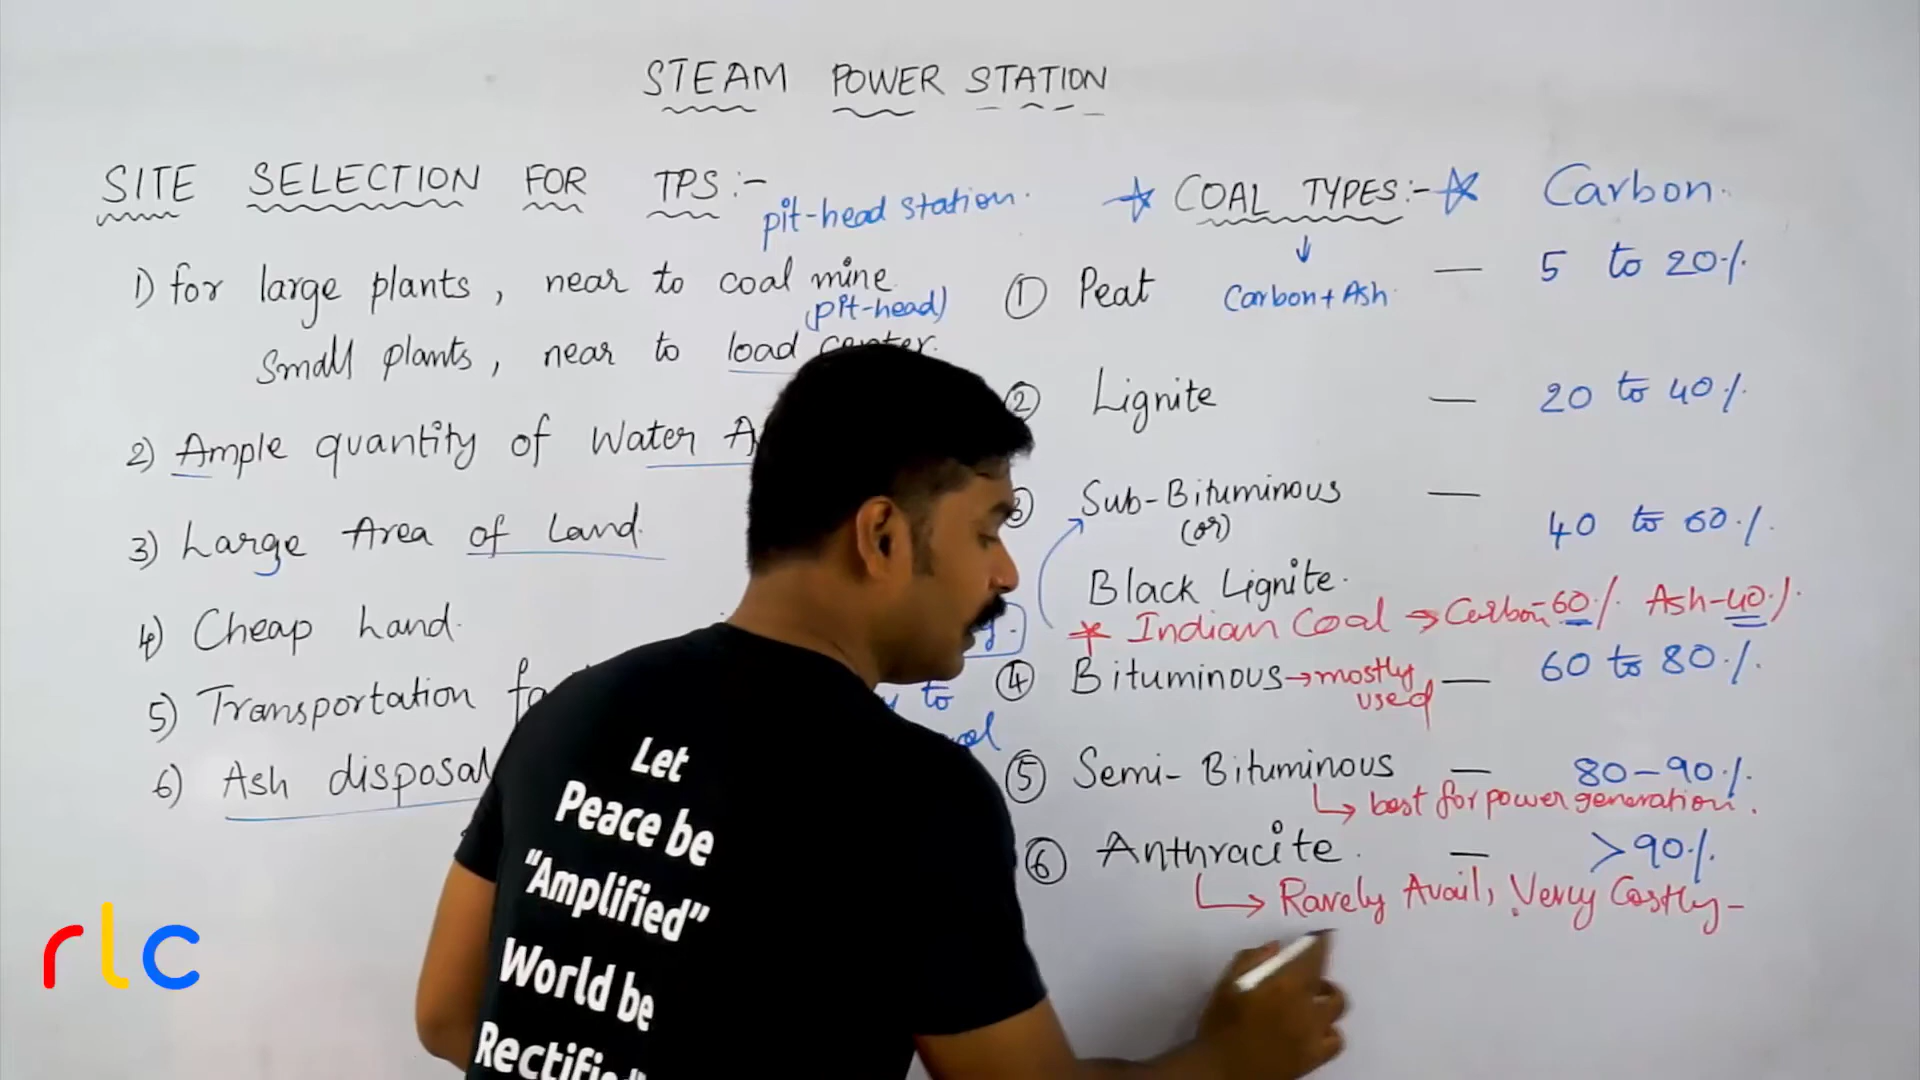 STEAM POWER STATION
SITE SELECTION FOR TPS:-
pit-head station.
1) for large plants, near to coal mine
(pit-head)
Small plants, near to load center.
2) Ample quantity of Water
3) Large Area of Land.
4) Cheap Land.
5) Transportation
6) Ash disposal
to
COAL TYPES:- Carbon.
Carbon+Ash
① Peat — 5 to 20%
② Lignite — 20 to 40%
③ Sub-Bituminous — 40 to 60%
(or)
Black Lignite.
Indian Coal → Carbon-60% Ash-40%
④ Bituminous → mostly used — 60 to 80%
⑤ Semi-Bituminous — 80-90%
best for power generation.
⑥ Anthracite. — >90%
Rarely Avail, Very Costly-
Let
Peace be
"Amplified"
World be
rlc